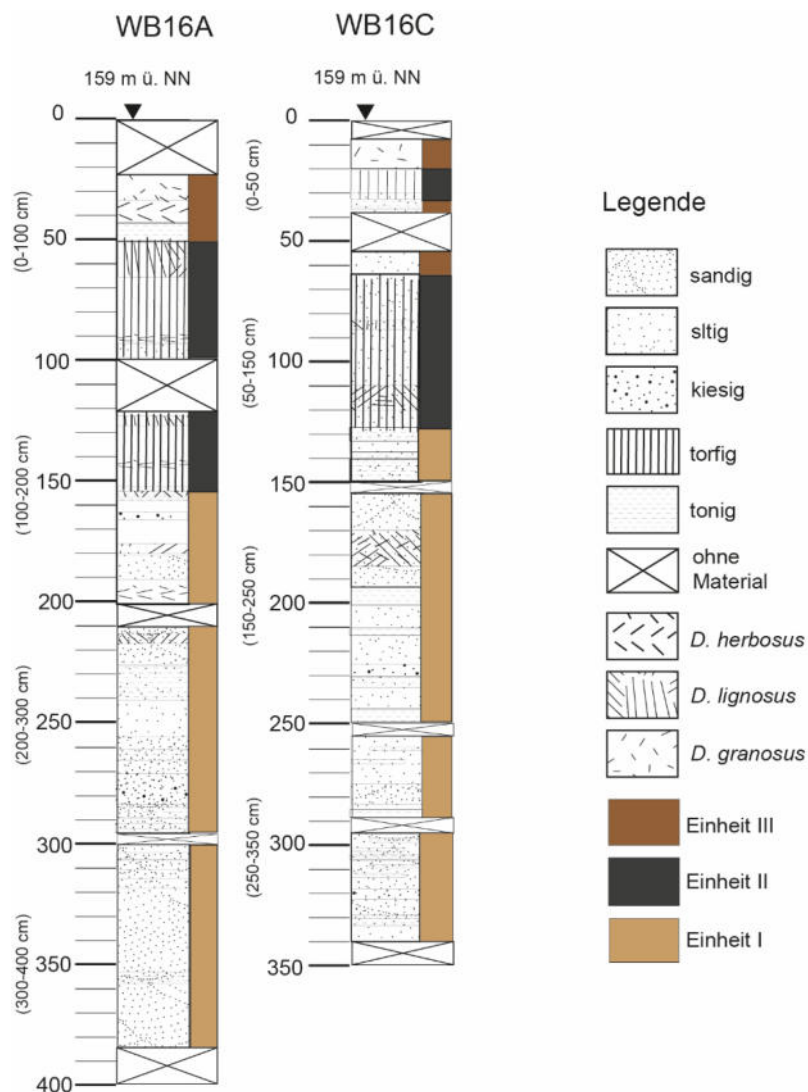 WB16A
WB16C
159 m ü. NN
159 m ü. NN
0
50
100
150
200
250
300
350
400
(0-100 cm)
(100-200 cm)
(200-300 cm)
(300-400 cm)
0
50
100
150
200
250
300
350
(0-50 cm)
(50-150 cm)
(150-250 cm)
(250-350 cm)
Legende
sandig
sltig
kiesig
torfig
tonig
ohne
Material
D. herbosus
D. lignosus
D. granosus
Einheit III
Einheit II
Einheit I